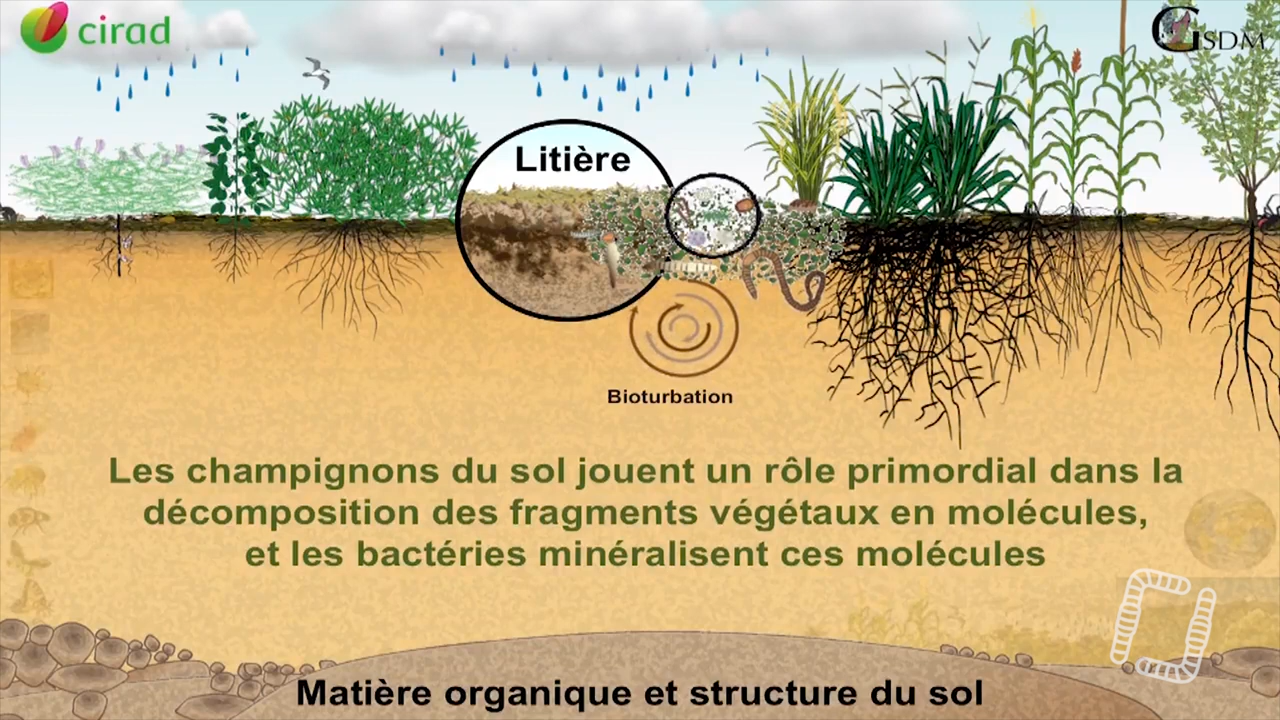 cirad
GSDM
Litière
Bioturbation
Les champignons du sol jouent un rôle primordial dans la
décomposition des fragments végétaux en molécules,
et les bactéries minéralisent ces molécules
Matière organique et structure du sol